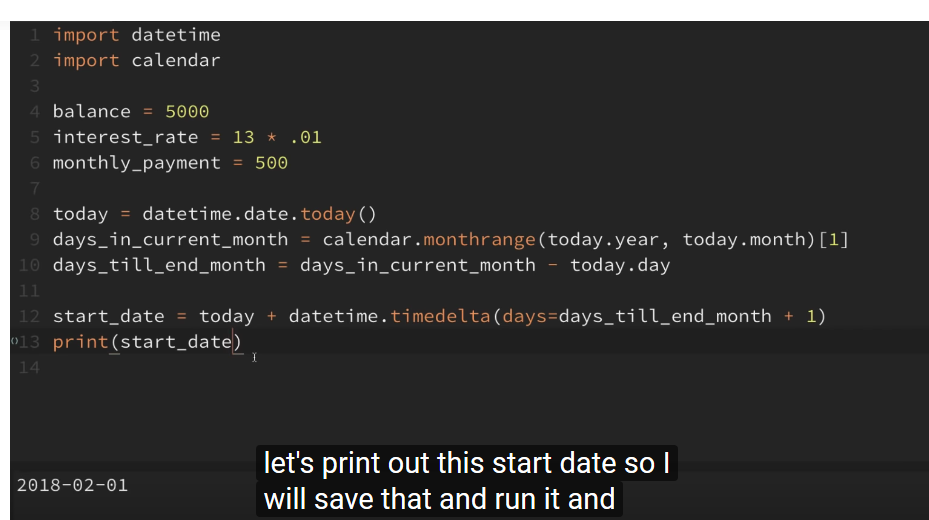 1 import datetime
2 import calendar
3
4 balance = 5000
5 interest_rate = 13 * .01
6 monthly_payment = 500
7
8 today = datetime.date.today()
9 days_in_current_month = calendar.monthrange(today.year, today.month)[1]
10 days_till_end_month = days_in_current_month - today.day
11
12 start_date = today + datetime.timedelta(days=days_till_end_month + 1)
13 print(start_date)
14
let's print out this start date so I
will save that and run it and
2018-02-01